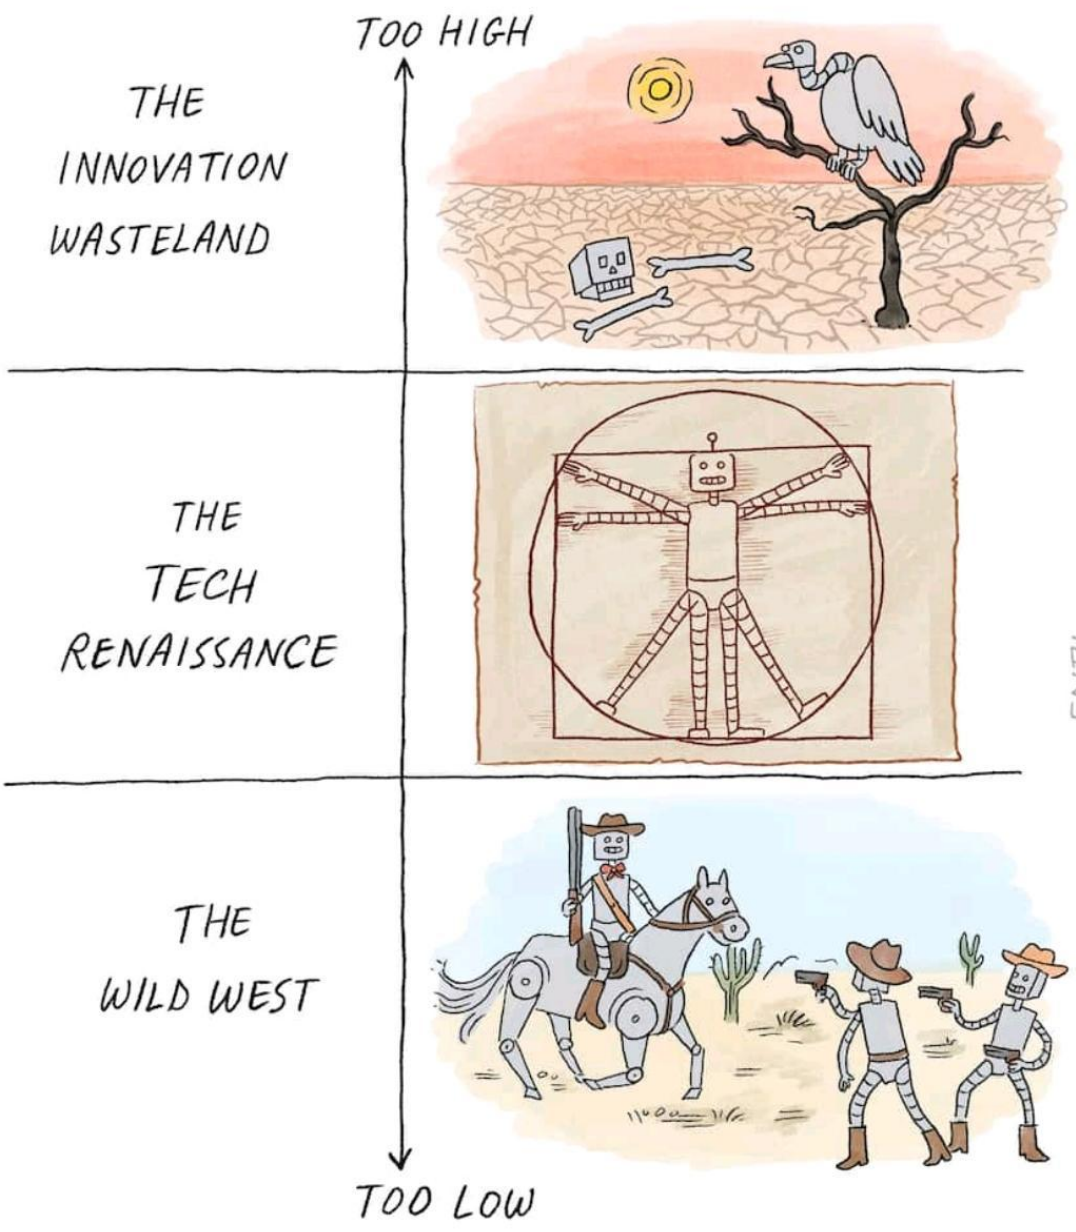 TOO HIGH
THE
INNOVATION
WASTELAND
THE
TECH
RENAISSANCE
THE
WILD WEST
TOO LOW